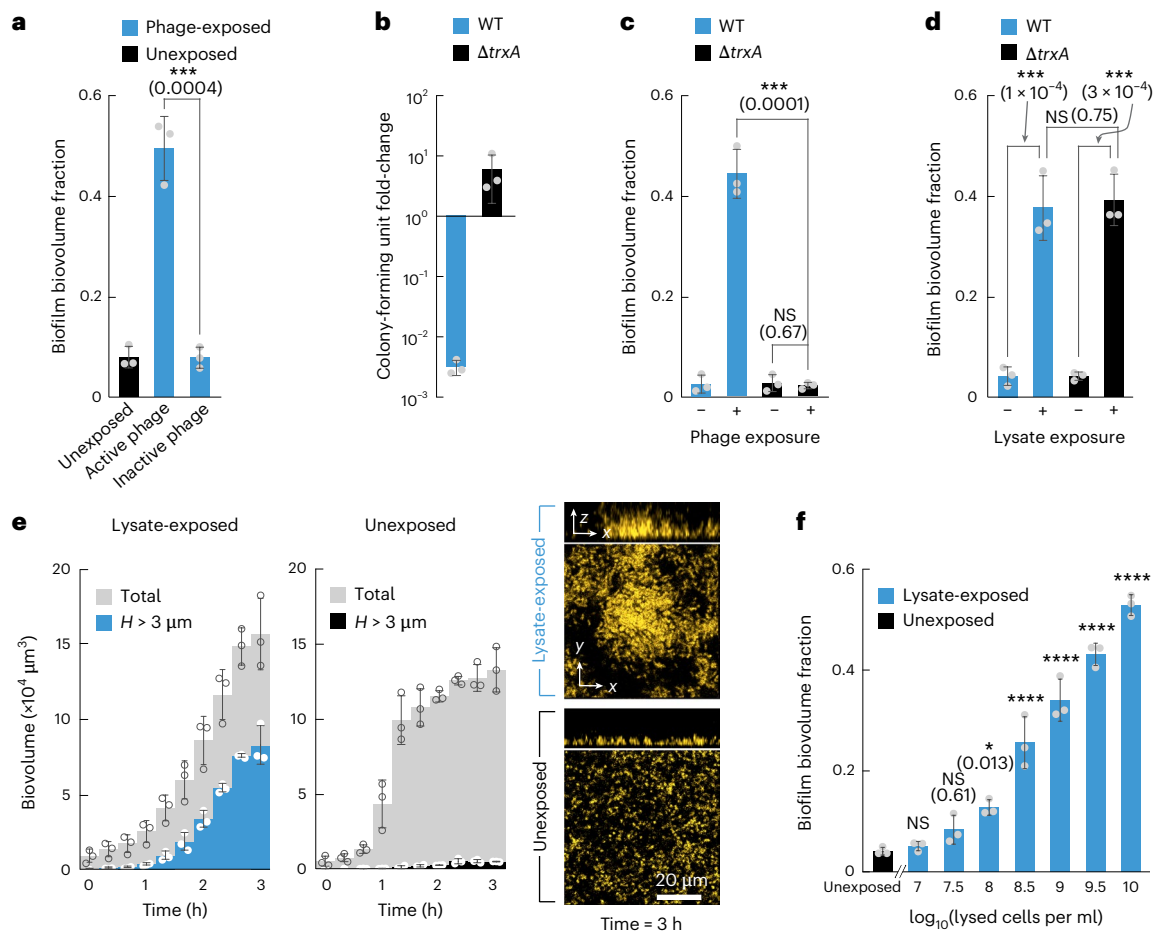 a
Phage-exposed
Unexposed
***
(0.0004)
Biofilm biovolume fraction
0.6
0.4
0.2
0
Unexposed
Active phage
Inactive phage
b
WT
ΔtrxA
Colony-forming unit fold-change
10²
10¹
10⁰
10⁻¹
10⁻²
10⁻³
c
WT
ΔtrxA
***
(0.0001)
NS
(0.67)
Biofilm biovolume fraction
0.6
0.4
0.2
0
– + – +
Phage exposure
d
WT
ΔtrxA
*** ***
(1 × 10⁻⁴) (3 × 10⁻⁴)
NS (0.75)
Biofilm biovolume fraction
0.6
0.4
0.2
0
– + – +
Lysate exposure
e
Lysate-exposed
Total
H > 3 μm
Biovolume (×10⁴ μm³)
20
15
10
5
0
0 1 2 3
Time (h)
Unexposed
Total
H > 3 μm
20
15
10
5
0
0 1 2 3
Time (h)
Lysate-exposed
z
x
y
x
Unexposed
20 μm
Time = 3 h
f
Lysate-exposed
Unexposed
Biofilm biovolume fraction
0.6
0.4
0.2
0
NS
NS
(0.61)
*
(0.013)
****
****
****
****
Unexposed 7 7.5 8 8.5 9 9.5 10
log₁₀(lysed cells per ml)